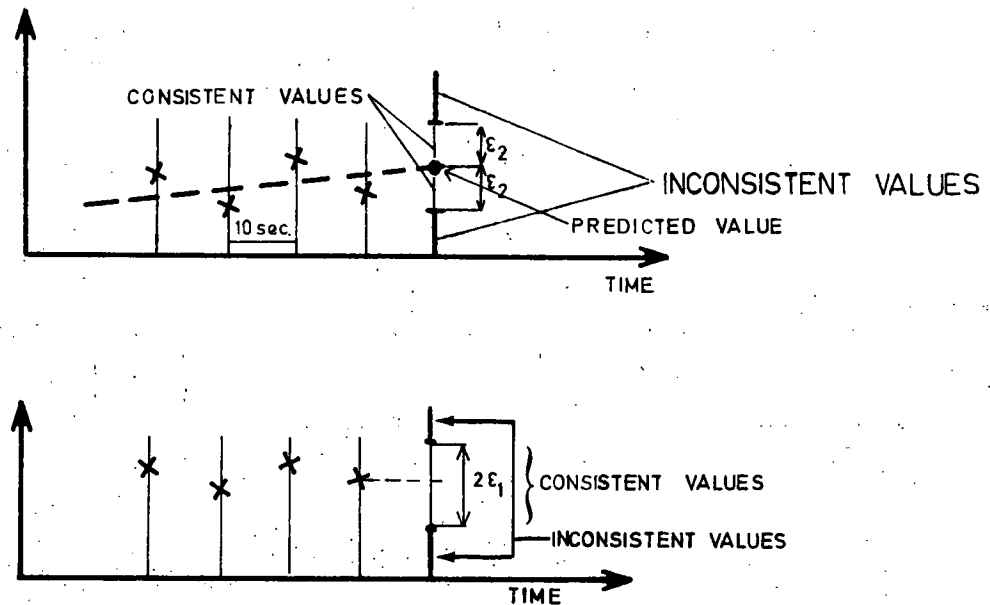 CONSISTENT VALUES
ε₂
ε₂
INCONSISTENT VALUES
PREDICTED VALUE
10 sec.
TIME
2ε₁
CONSISTENT VALUES
INCONSISTENT VALUES
TIME